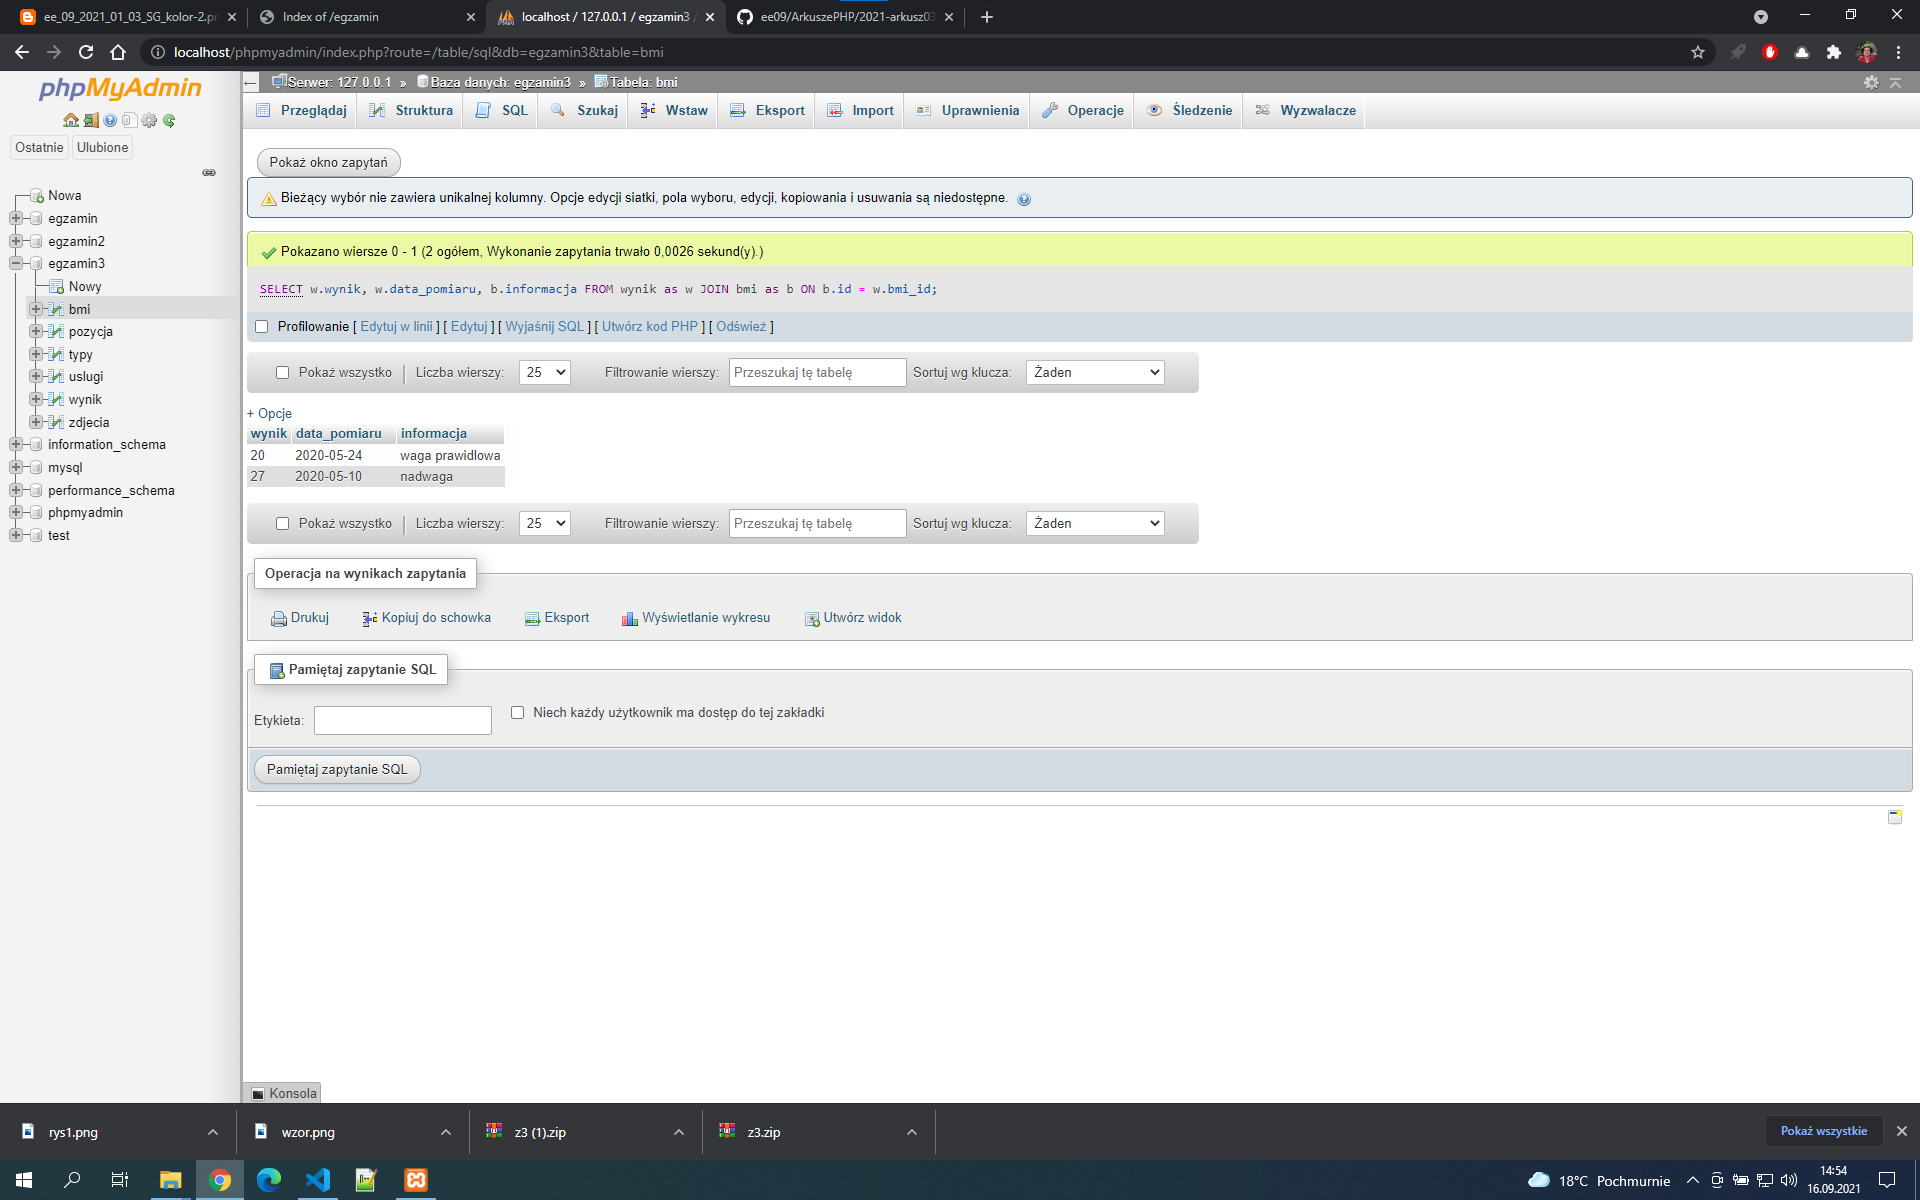 ee_09_2021_01_03_SG_kolor-2.pr
Index of /egzamin
localhost / 127.0.0.1 / egzamin3 /
ee09/ArkuszePHP/2021-arkusz03
localhost/phpmyadmin/index.php?route=/table/sql&db=egzamin3&table=bmi
phpMyAdmin
Serwer: 127.0.0.1 » Baza danych: egzamin3 » Tabela: bmi
Przeglądaj Struktura SQL Szukaj Wstaw Eksport Import Uprawnienia Operacje Śledzenie Wyzwalacze
Ostatnie Ulubione
Nowa
egzamin
egzamin2
egzamin3
Nowy
bmi
pozycja
typy
uslugi
wynik
zdjecia
information_schema
mysql
performance_schema
phpmyadmin
test
Pokaż okno zapytań
Bieżący wybór nie zawiera unikalnej kolumny. Opcje edycji siatki, pola wyboru, edycji, kopiowania i usuwania są niedostępne.
Pokazano wiersze 0 - 1 (2 ogółem, Wykonanie zapytania trwało 0,0026 sekund(y).)
SELECT w.wynik, w.data_pomiaru, b.informacja FROM wynik as w JOIN bmi as b ON b.id = w.bmi_id;
Profilowanie [ Edytuj w linii ] [ Edytuj ] [ Wyjaśnij SQL ] [ Utwórz kod PHP ] [ Odśwież ]
Pokaż wszystko Liczba wierszy: 25 Filtrowanie wierszy: Przeszukaj tę tabelę Sortuj wg klucza: Żaden
+ Opcje
wynik data_pomiaru informacja
20 2020-05-24 waga prawidlowa
27 2020-05-10 nadwaga
Pokaż wszystko Liczba wierszy: 25 Filtrowanie wierszy: Przeszukaj tę tabelę Sortuj wg klucza: Żaden
Operacja na wynikach zapytania
Drukuj Kopiuj do schowka Eksport Wyświetlanie wykresu Utwórz widok
Pamiętaj zapytanie SQL
Etykieta: Niech każdy użytkownik ma dostęp do tej zakładki
Pamiętaj zapytanie SQL
Konsola
rys1.png
wzor.png
z3 (1).zip
z3.zip
Pokaż wszystkie
18°C Pochmurnie
14:54
16.09.2021